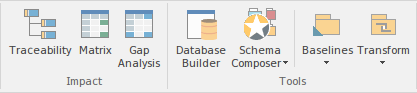 Traceability Matrix Gap Analysis Database Builder Schema Composer Baselines Transform
Impact Tools